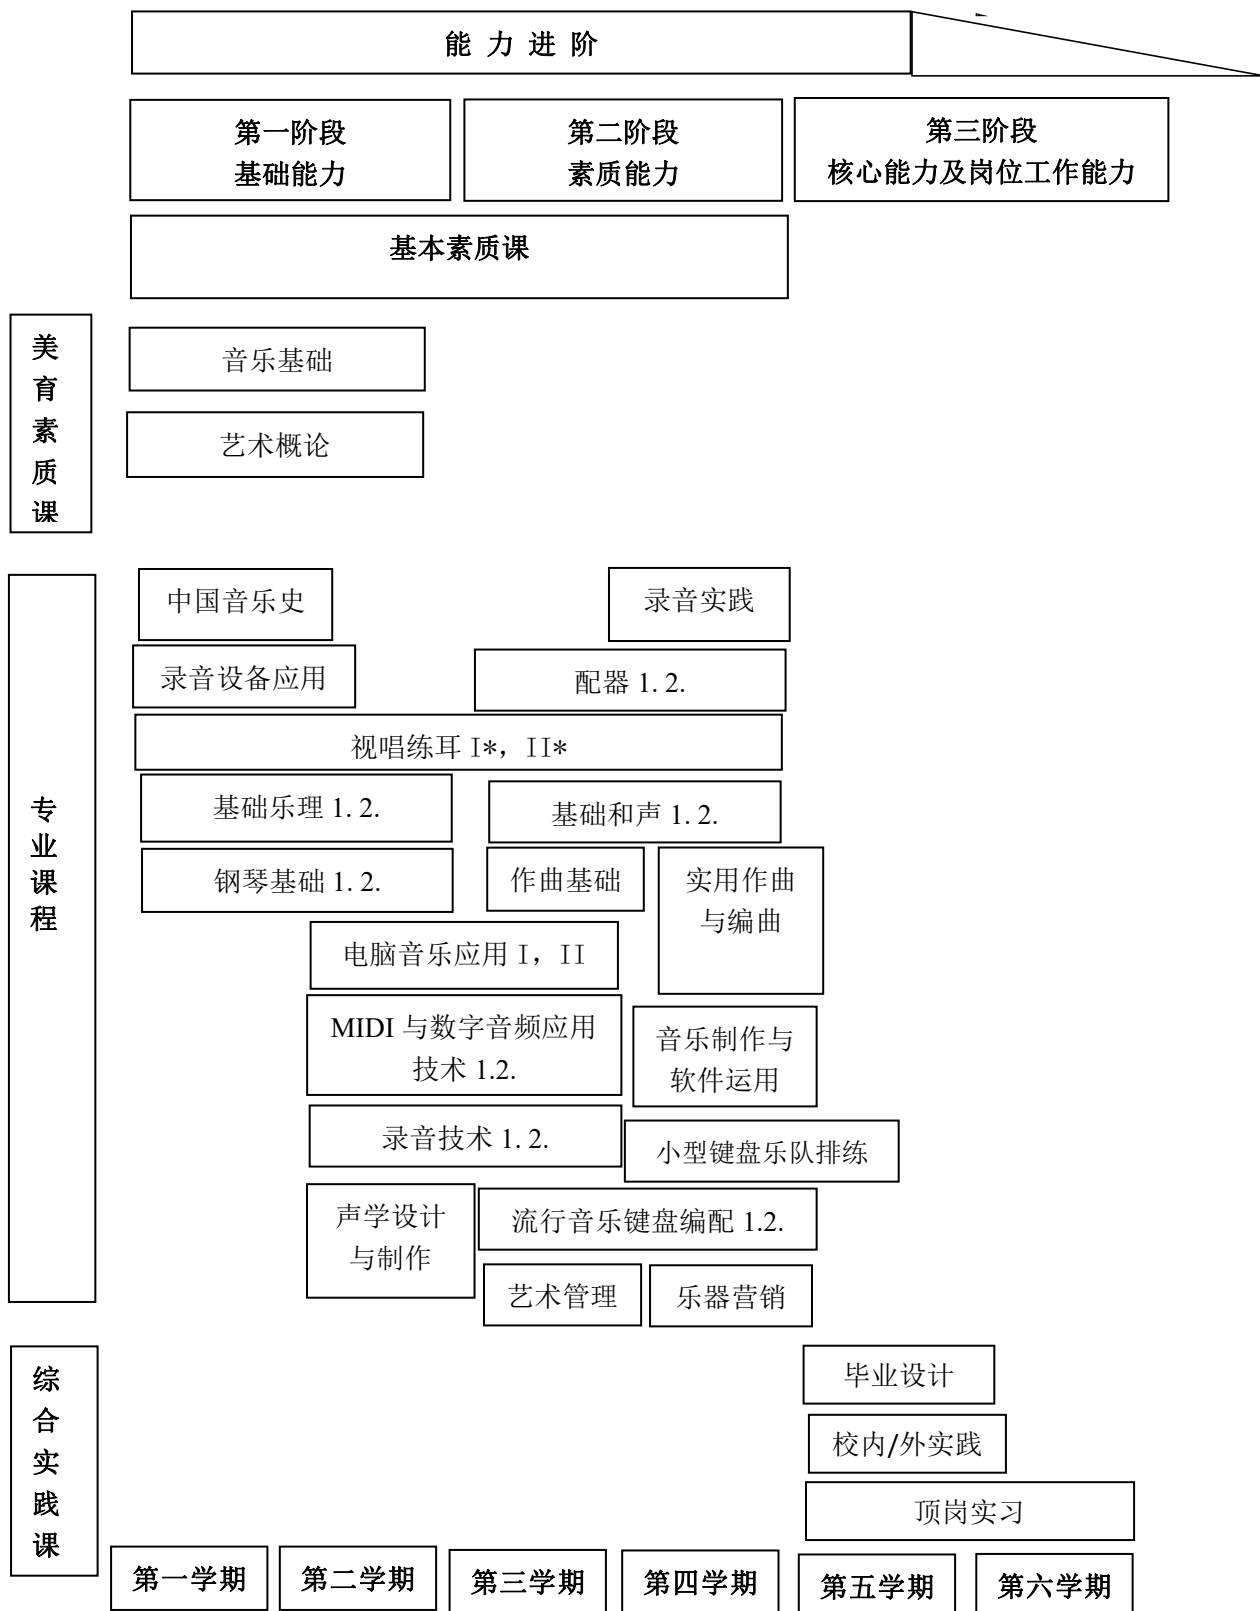 能 力 进 阶
第一阶段
基础能力
第二阶段
素质能力
第三阶段
核心能力及岗位工作能力
基本素质课
美
育
素
质
课
音乐基础
艺术概论
专
业
课
程
中国音乐史
录音实践
录音设备应用
配器 1. 2.
视唱练耳 I*，II*
基础乐理 1. 2.
基础和声 1. 2.
钢琴基础 1. 2.
作曲基础
实用作曲
与编曲
电脑音乐应用 I，II
MIDI 与数字音频应用
技术 1.2.
音乐制作与
软件运用
录音技术 1. 2.
小型键盘乐队排练
声学设计
与制作
流行音乐键盘编配 1.2.
艺术管理
乐器营销
综
合
实
践
课
毕业设计
校内/外实践
顶岗实习
第一学期
第二学期
第三学期
第四学期
第五学期
第六学期